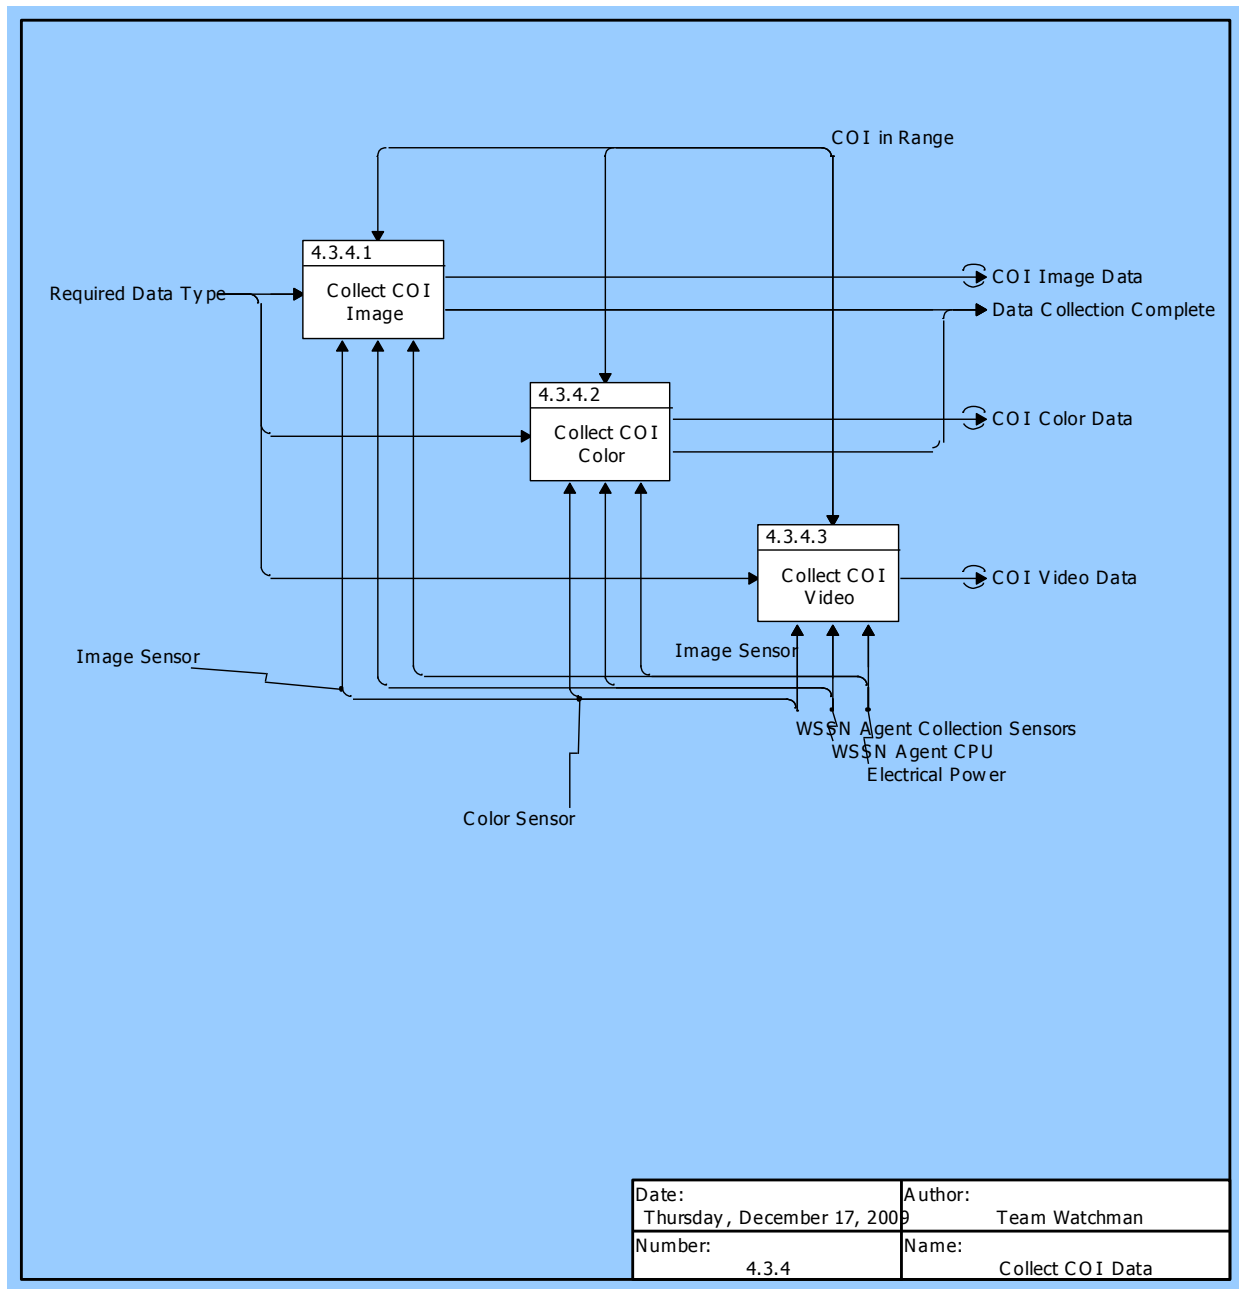 COI in Range
4.3.4.1
Collect COI
Image
Required Data Type
COI Image Data
Data Collection Complete
4.3.4.2
Collect COI
Color
COI Color Data
4.3.4.3
Collect COI
Video
COI Video Data
Image Sensor
Image Sensor
WSSN Agent Collection Sensors
WSSN Agent CPU
Electrical Power
Color Sensor
Date:
Thursday, December 17, 2009
Author:
Team Watchman
Number:
4.3.4
Name:
Collect COI Data